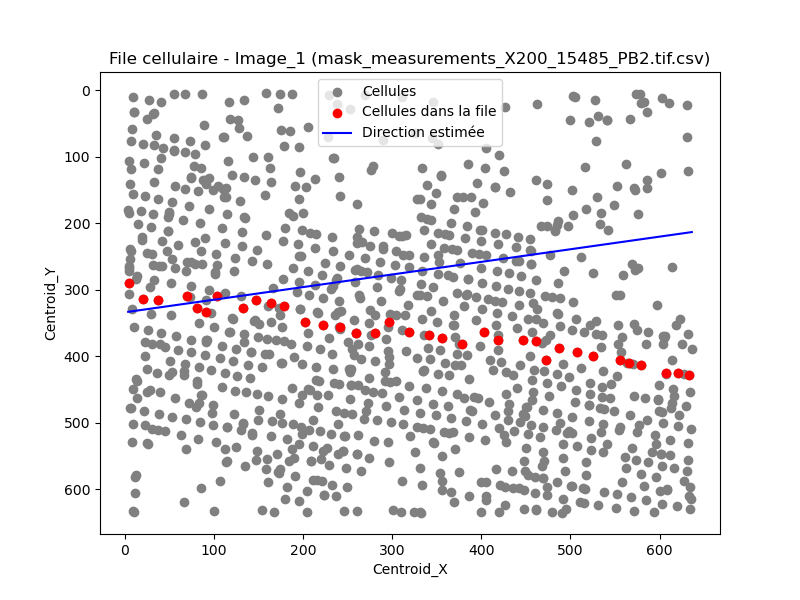 File cellulaire - Image_1 (mask_measurements_X200_15485_PB2.tif.csv)
Cellules
Cellules dans la file
Direction estimée
Centroid_Y
0
100
200
300
400
500
600
0 100 200 300 400 500 600
Centroid_X